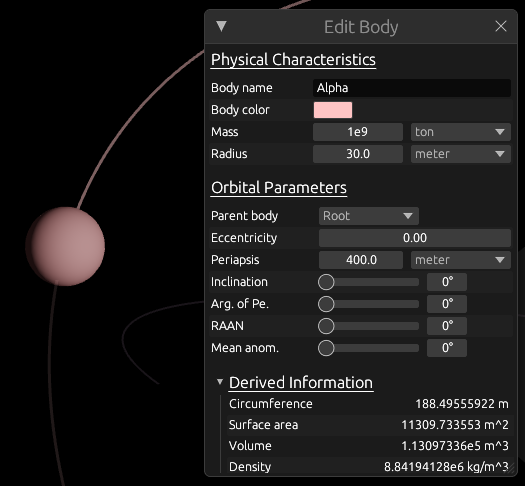 Edit Body
Physical Characteristics
Body name Alpha
Body color
Mass 1e9 ton
Radius 30.0 meter
Orbital Parameters
Parent body Root
Eccentricity 0.00
Periapsis 400.0 meter
Inclination 0°
Arg. of Pe. 0°
RAAN 0°
Mean anom. 0°
Derived Information
Circumference 188.49555922 m
Surface area 11309.733553 m^2
Volume 1.13097336e5 m^3
Density 8.84194128e6 kg/m^3